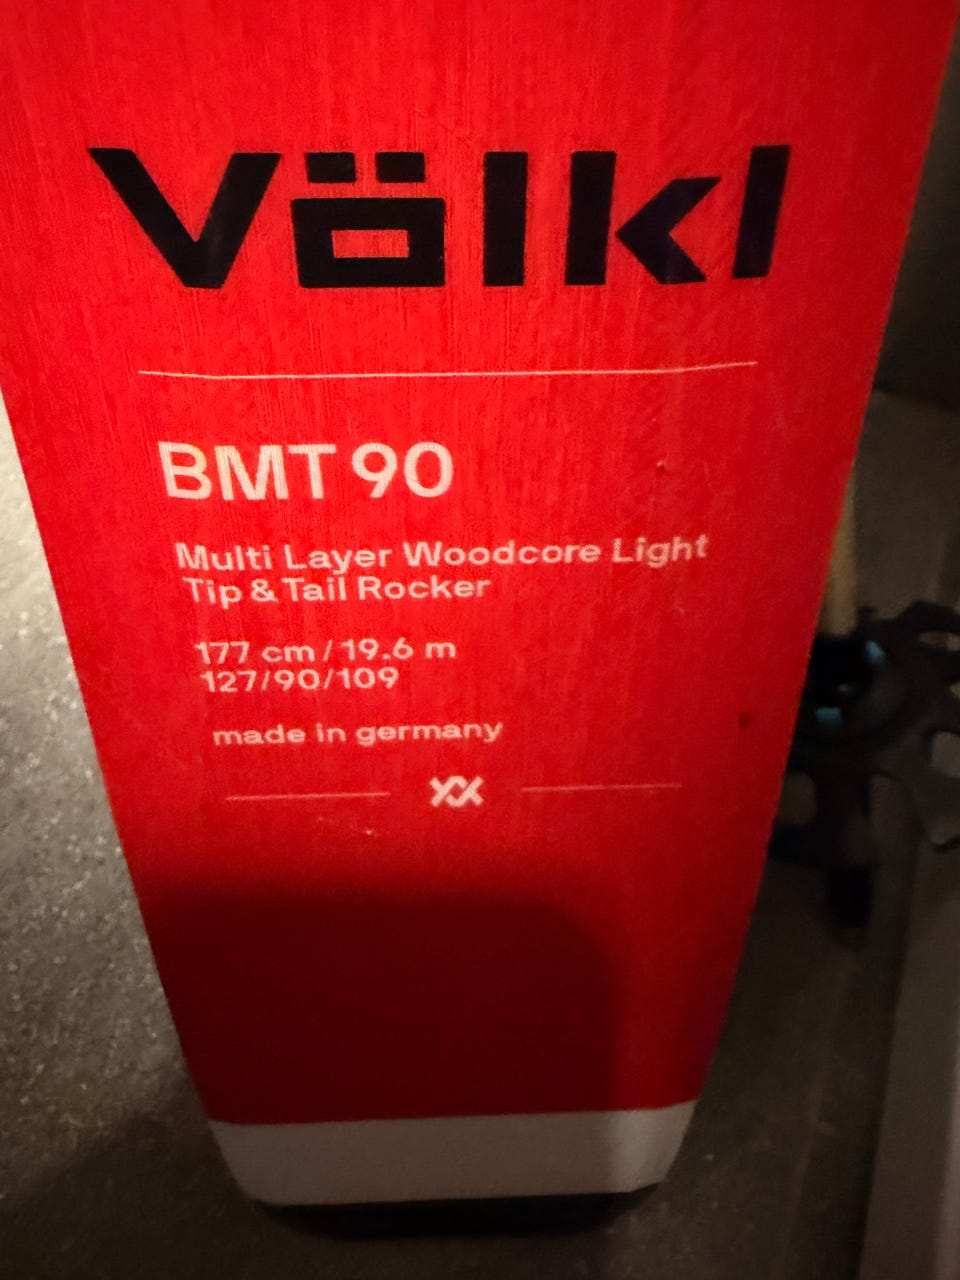 Völkl
BMT 90
Multi Layer Woodcore Light
Tip & Tail Rocker
177 cm / 19.6 m
127/90/109
made in germany